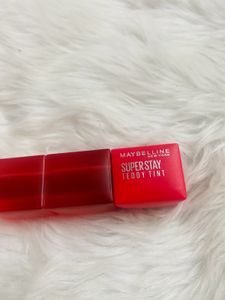 MAYBELLINE
NEW YORK
SUPER STAY
TEDDY TINT